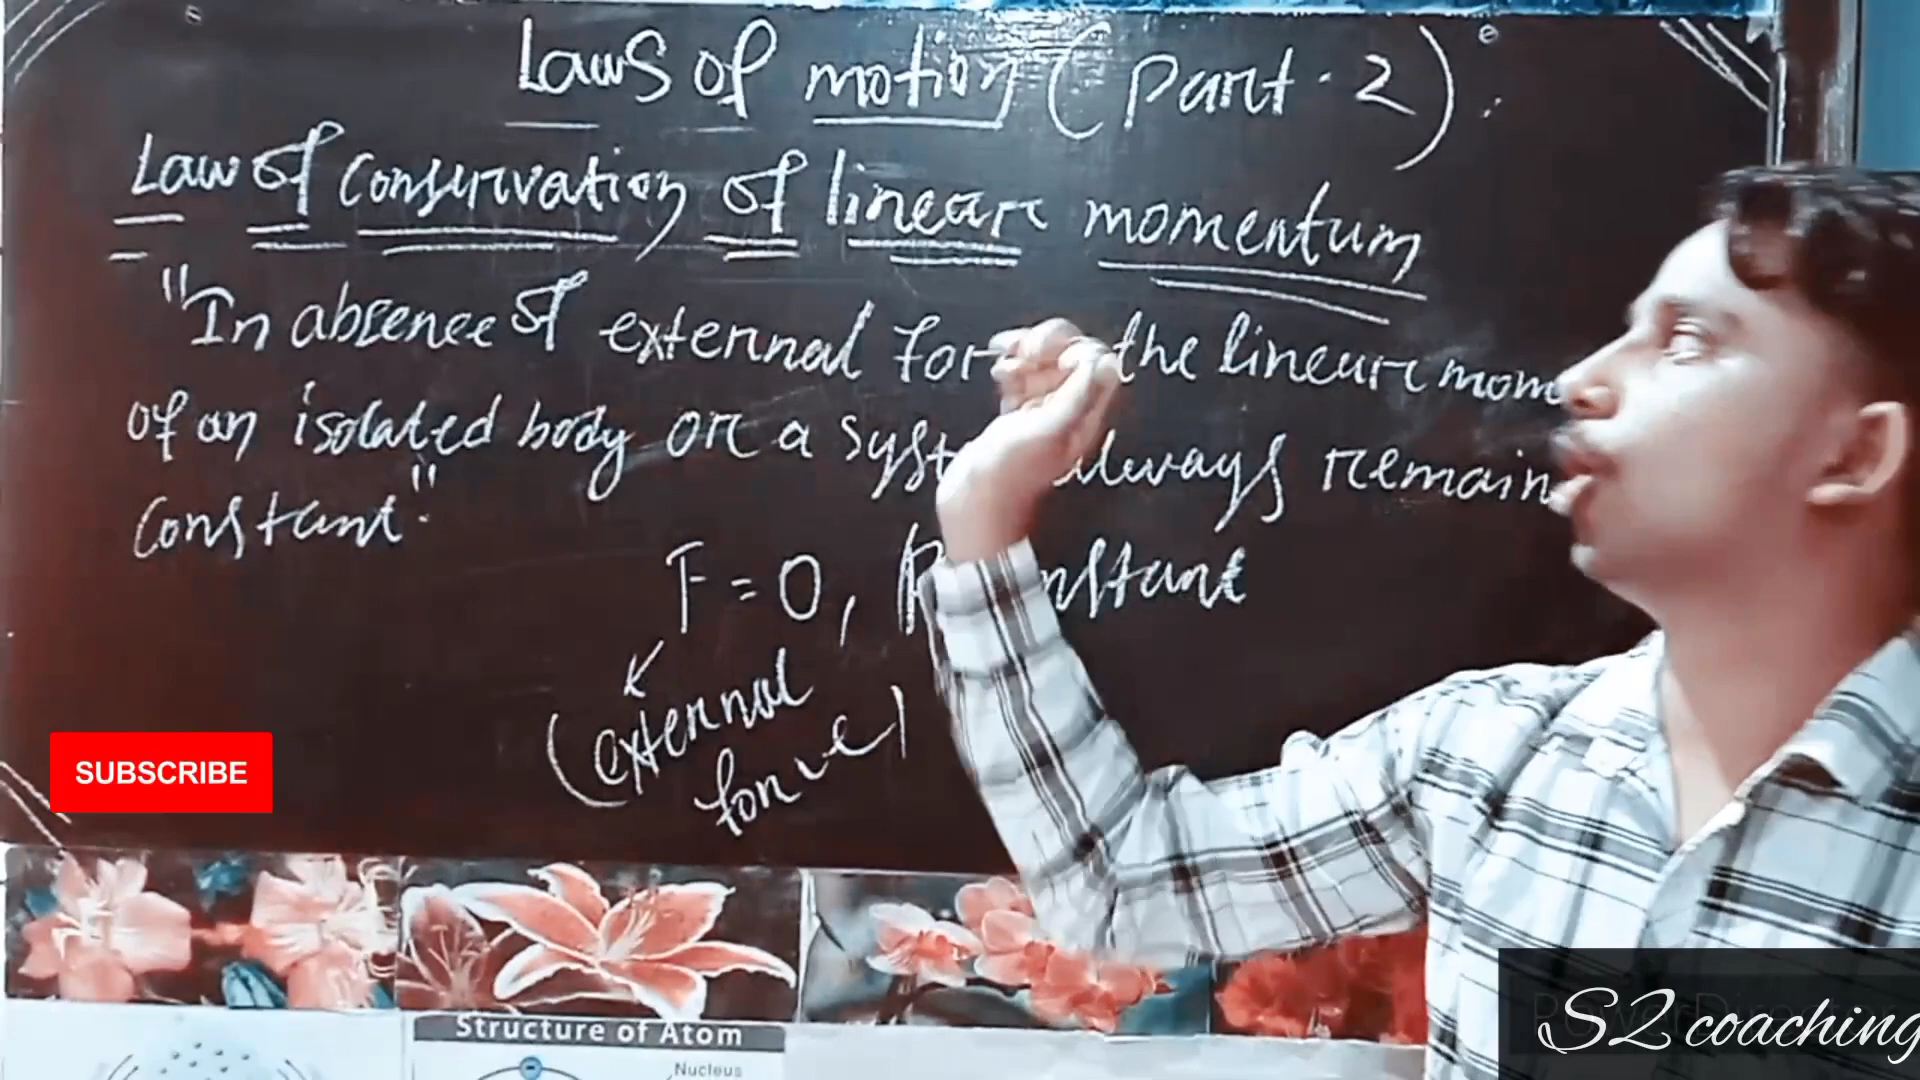 Laws of motion (Part-2):
Law of conservation of linear momentum
"In absence of external for the linear mom
of an isolated body or a syst always remain
constant".
F = 0, P nstant
(external
force)
SUBSCRIBE
Structure of Atom
Nucleus
S2 coaching